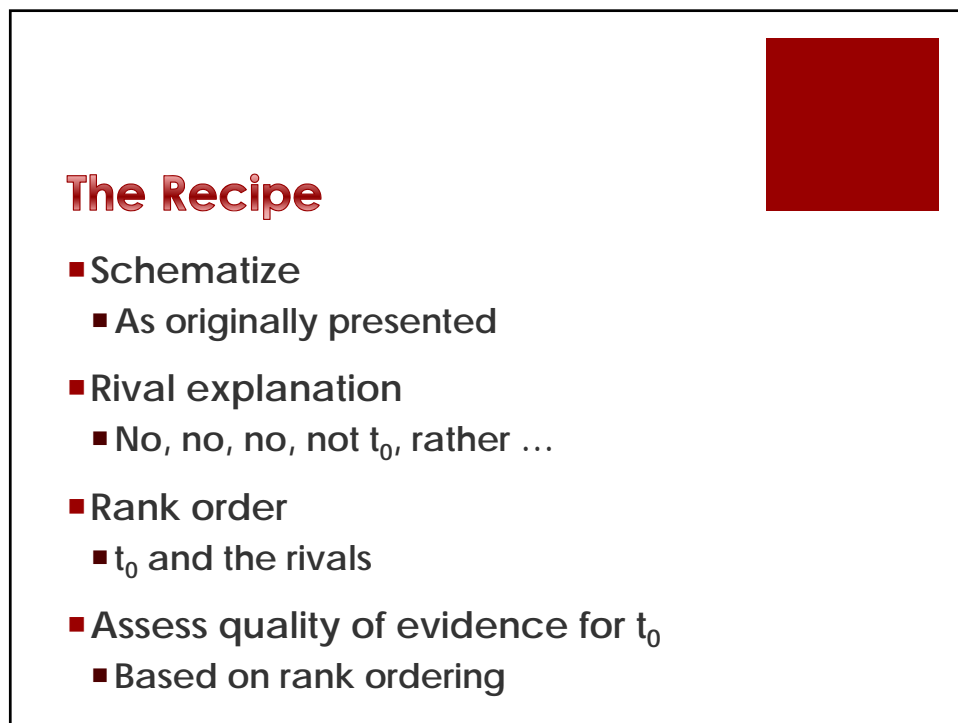 The Recipe
▪ Schematize
▪ As originally presented
▪ Rival explanation
▪ No, no, no, not t₀, rather …
▪ Rank order
▪ t₀ and the rivals
▪ Assess quality of evidence for t₀
▪ Based on rank ordering